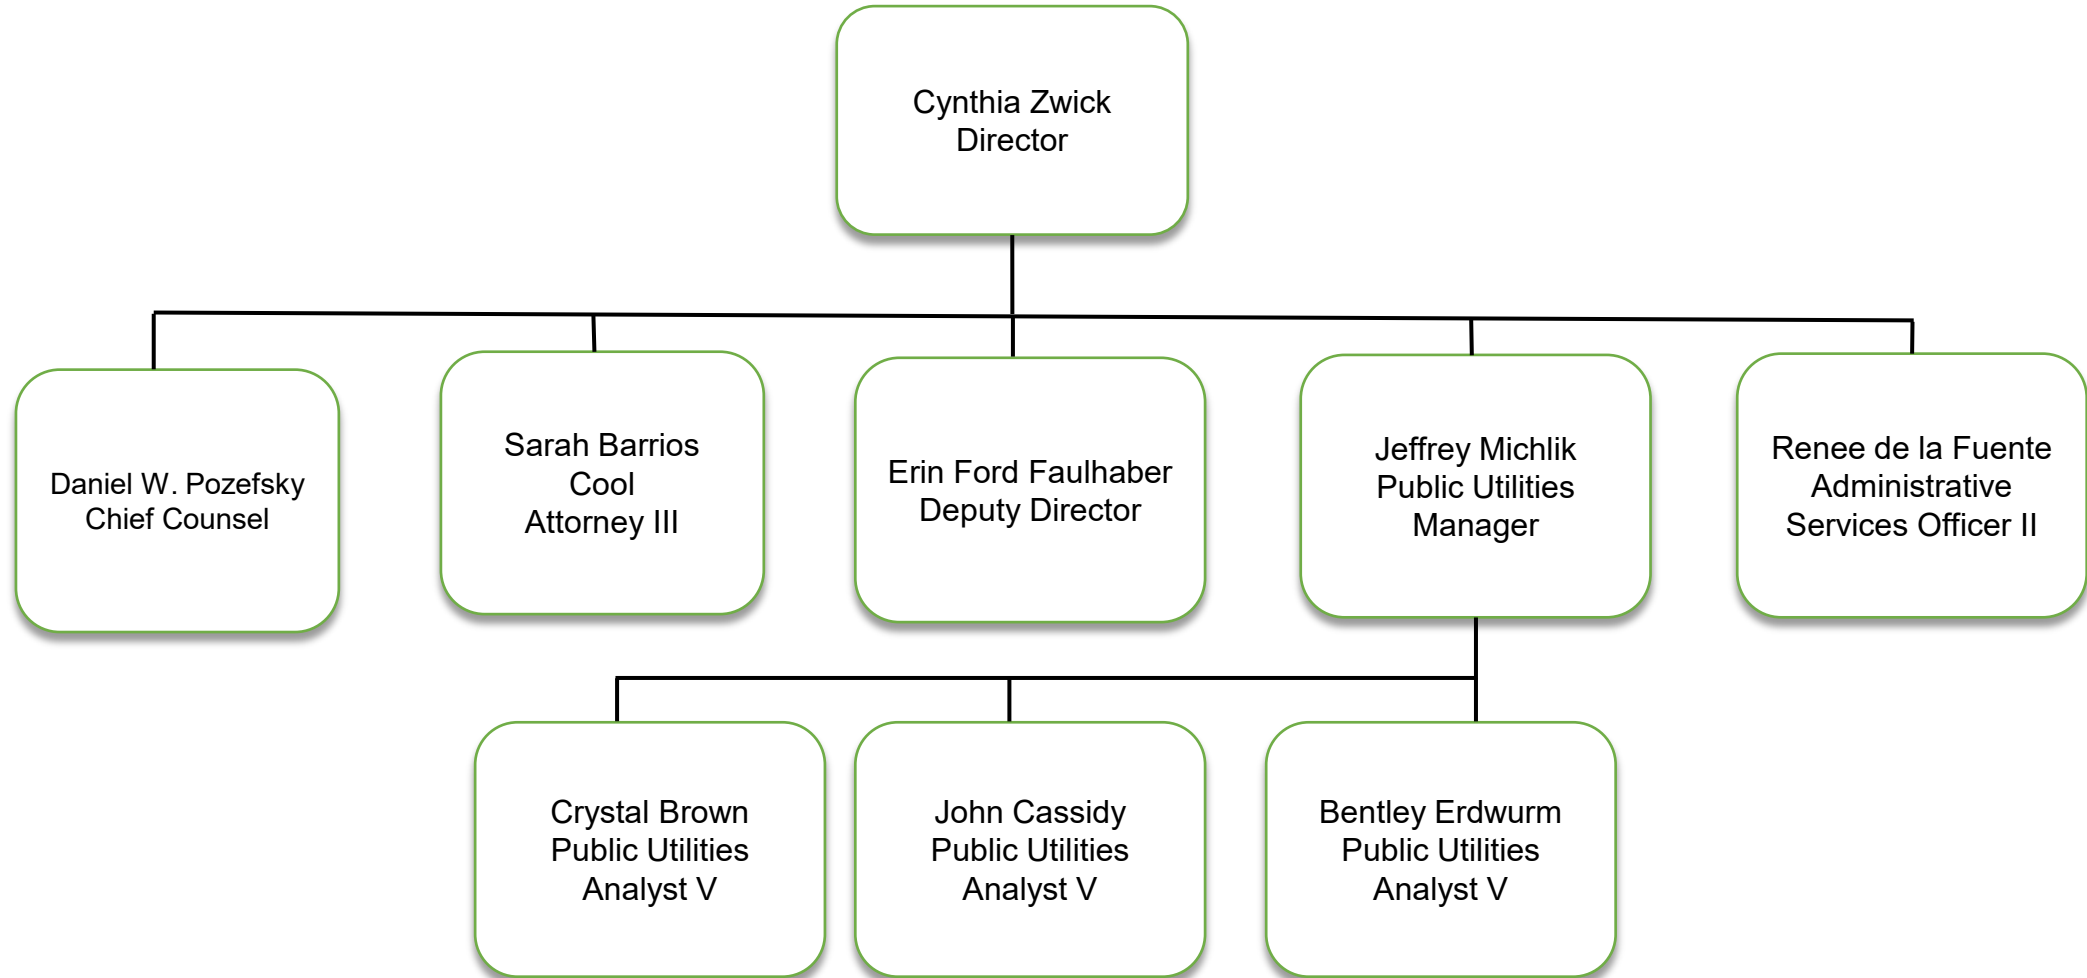 Cynthia Zwick
Director
Daniel W. Pozefsky
Chief Counsel
Sarah Barrios
Cool
Attorney III
Erin Ford Faulhaber
Deputy Director
Jeffrey Michlik
Public Utilities
Manager
Renee de la Fuente
Administrative
Services Officer II
Crystal Brown
Public Utilities
Analyst V
John Cassidy
Public Utilities
Analyst V
Bentley Erdwurm
Public Utilities
Analyst V